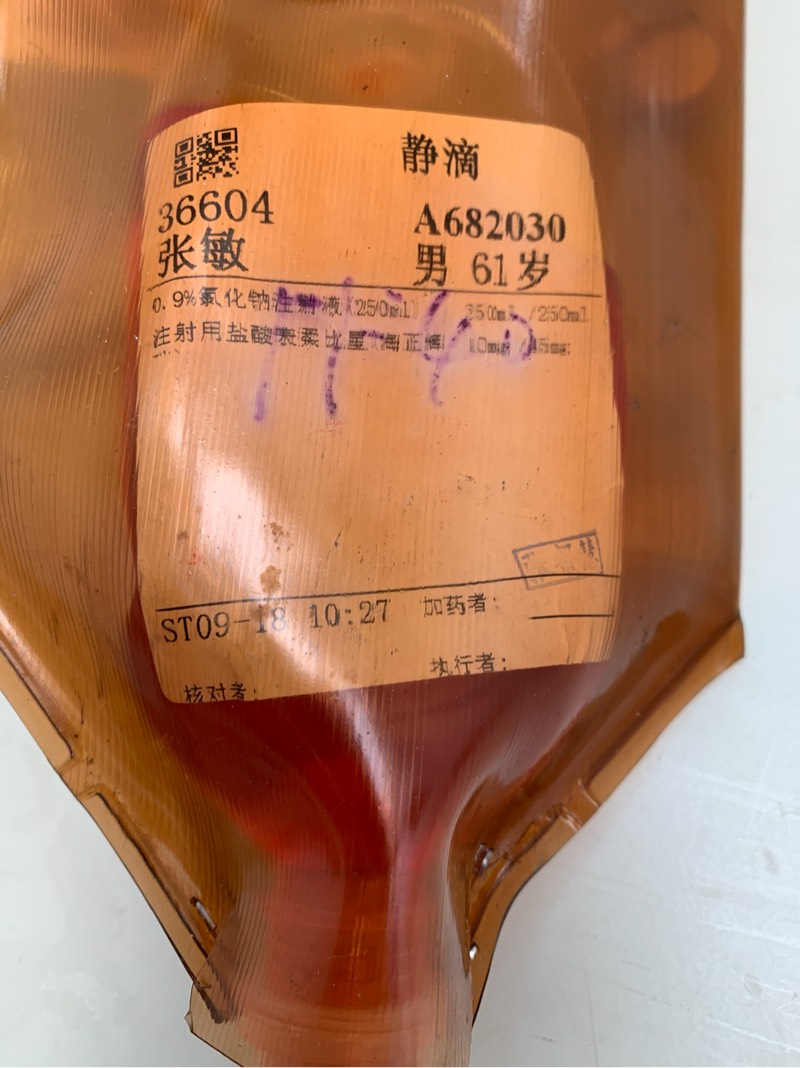 静滴
36604 A682030
张敏 男 61岁
0.9%氯化钠注射液(250ml) 250ml /250ml
注射用盐酸表柔比星(海正 10mg
ST09-18 10:27 加药者:
执行者:
核对者: